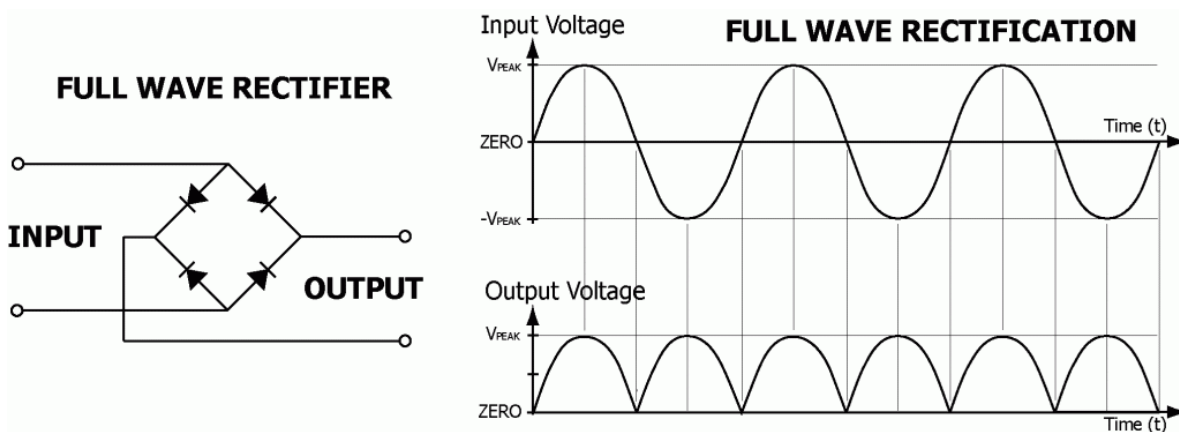 FULL WAVE RECTIFIER
INPUT
OUTPUT
Input Voltage
FULL WAVE RECTIFICATION
VPEAK
Time (t)
ZERO
-VPEAK
Output Voltage
VPEAK
ZERO
Time (t)